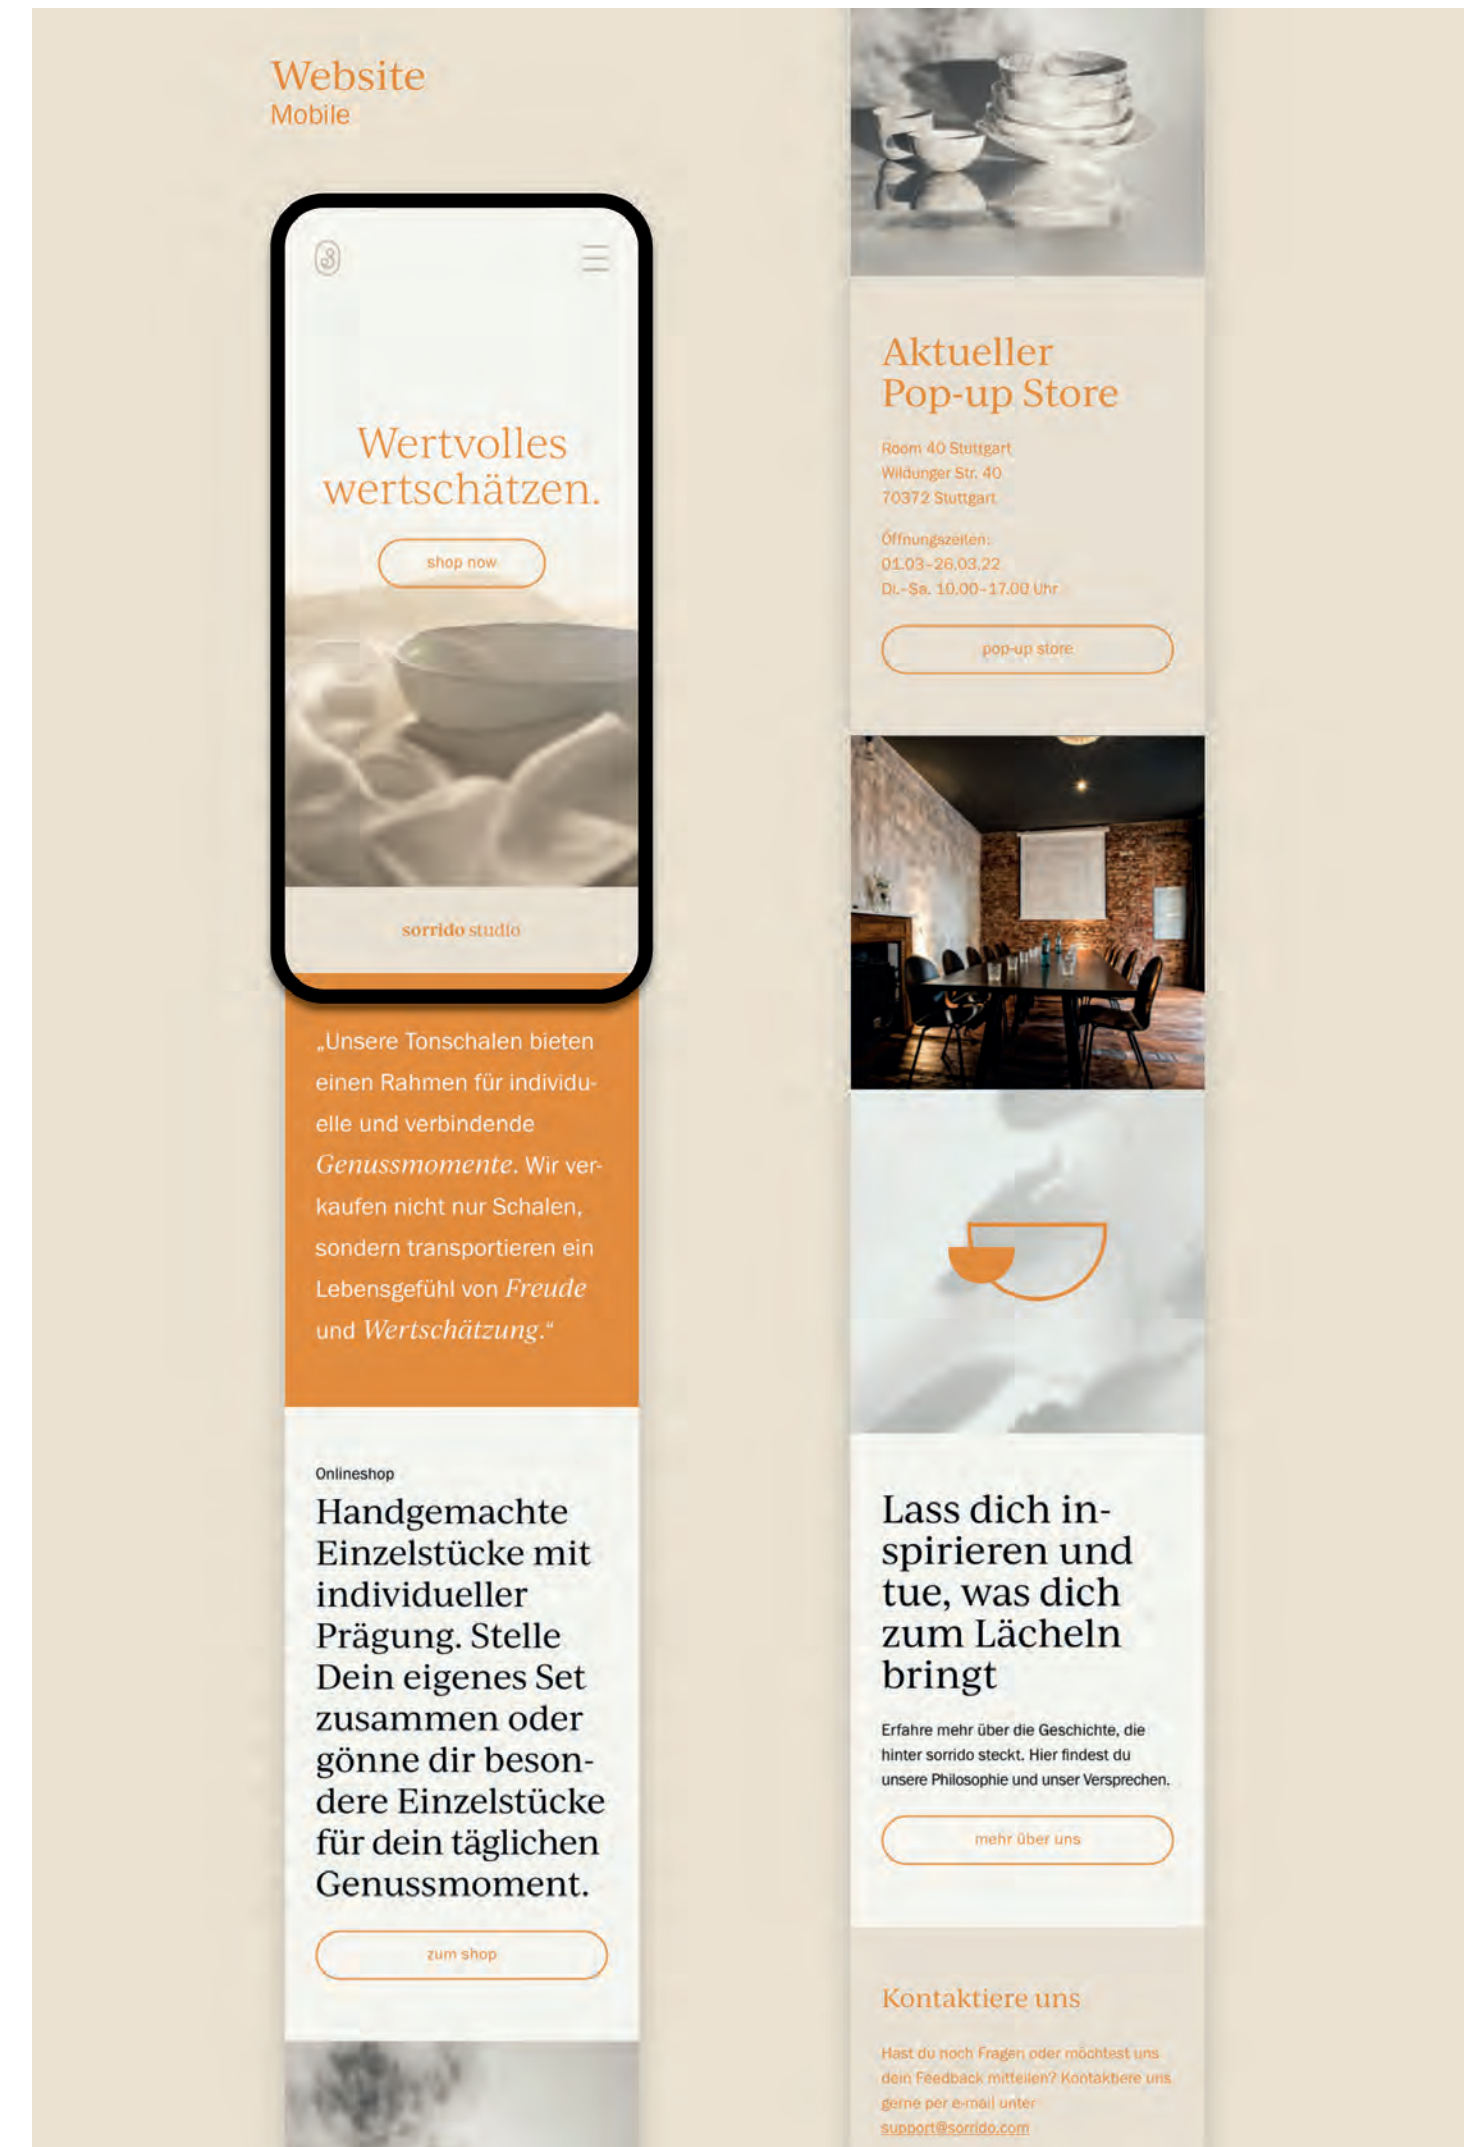 Website
Mobile
Wertvolles
wertschätzen.
shop now
sorrido studio
„Unsere Tonschalen bieten
einen Rahmen für individu-
elle und verbindende
Genussmomente. Wir ver-
kaufen nicht nur Schalen,
sondern transportieren ein
Lebensgefühl von Freude
und Wertschätzung.“
Onlineshop
Handgemachte
Einzelstücke mit
individueller
Prägung. Stelle
Dein eigenes Set
zusammen oder
gönne dir beson-
dere Einzelstücke
für dein täglichen
Genussmoment.
zum shop
Aktueller
Pop-up Store
Room 40 Stuttgart
Wildunger Str. 40
70372 Stuttgart
Öffnungszeiten:
01.03–26.03.22
Di.–Sa. 10.00–17.00 Uhr
pop-up store
Lass dich in-
spirieren und
tue, was dich
zum Lächeln
bringt
Erfahre mehr über die Geschichte, die
hinter sorrido steckt. Hier findest du
unsere Philosophie und unser Versprechen.
mehr über uns
Kontaktiere uns
Hast du noch Fragen oder möchtest uns
dein Feedback mitteilen? Kontaktiere uns
gerne per e-mail unter
support@sorrido.com